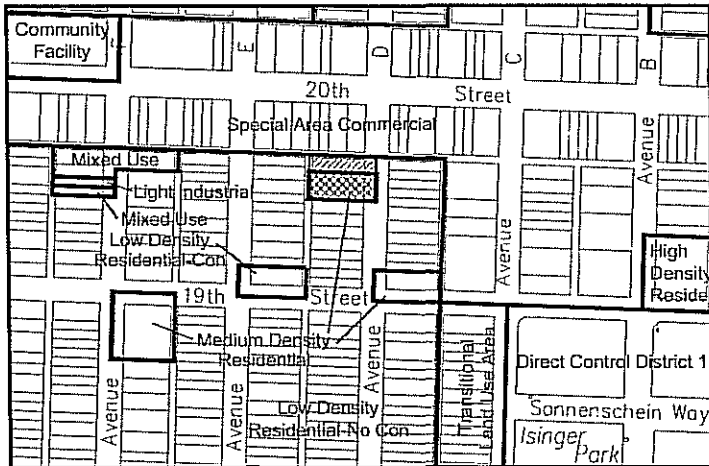 Community
Facility
F
E
D
C
B
20th Street
Special Area Commercial
Mixed Use
Light Industrial
Mixed Use
Low Density
Residential-Con
Avenue
Avenue
High
Density
Reside
19th Street
Medium Density
Residential
Avenue
Avenue
Avenue
Low Density
Residential-No Con
Transitional
Land Use Area
Direct Control District 1
Sonnenschein Way
Isinger
Park